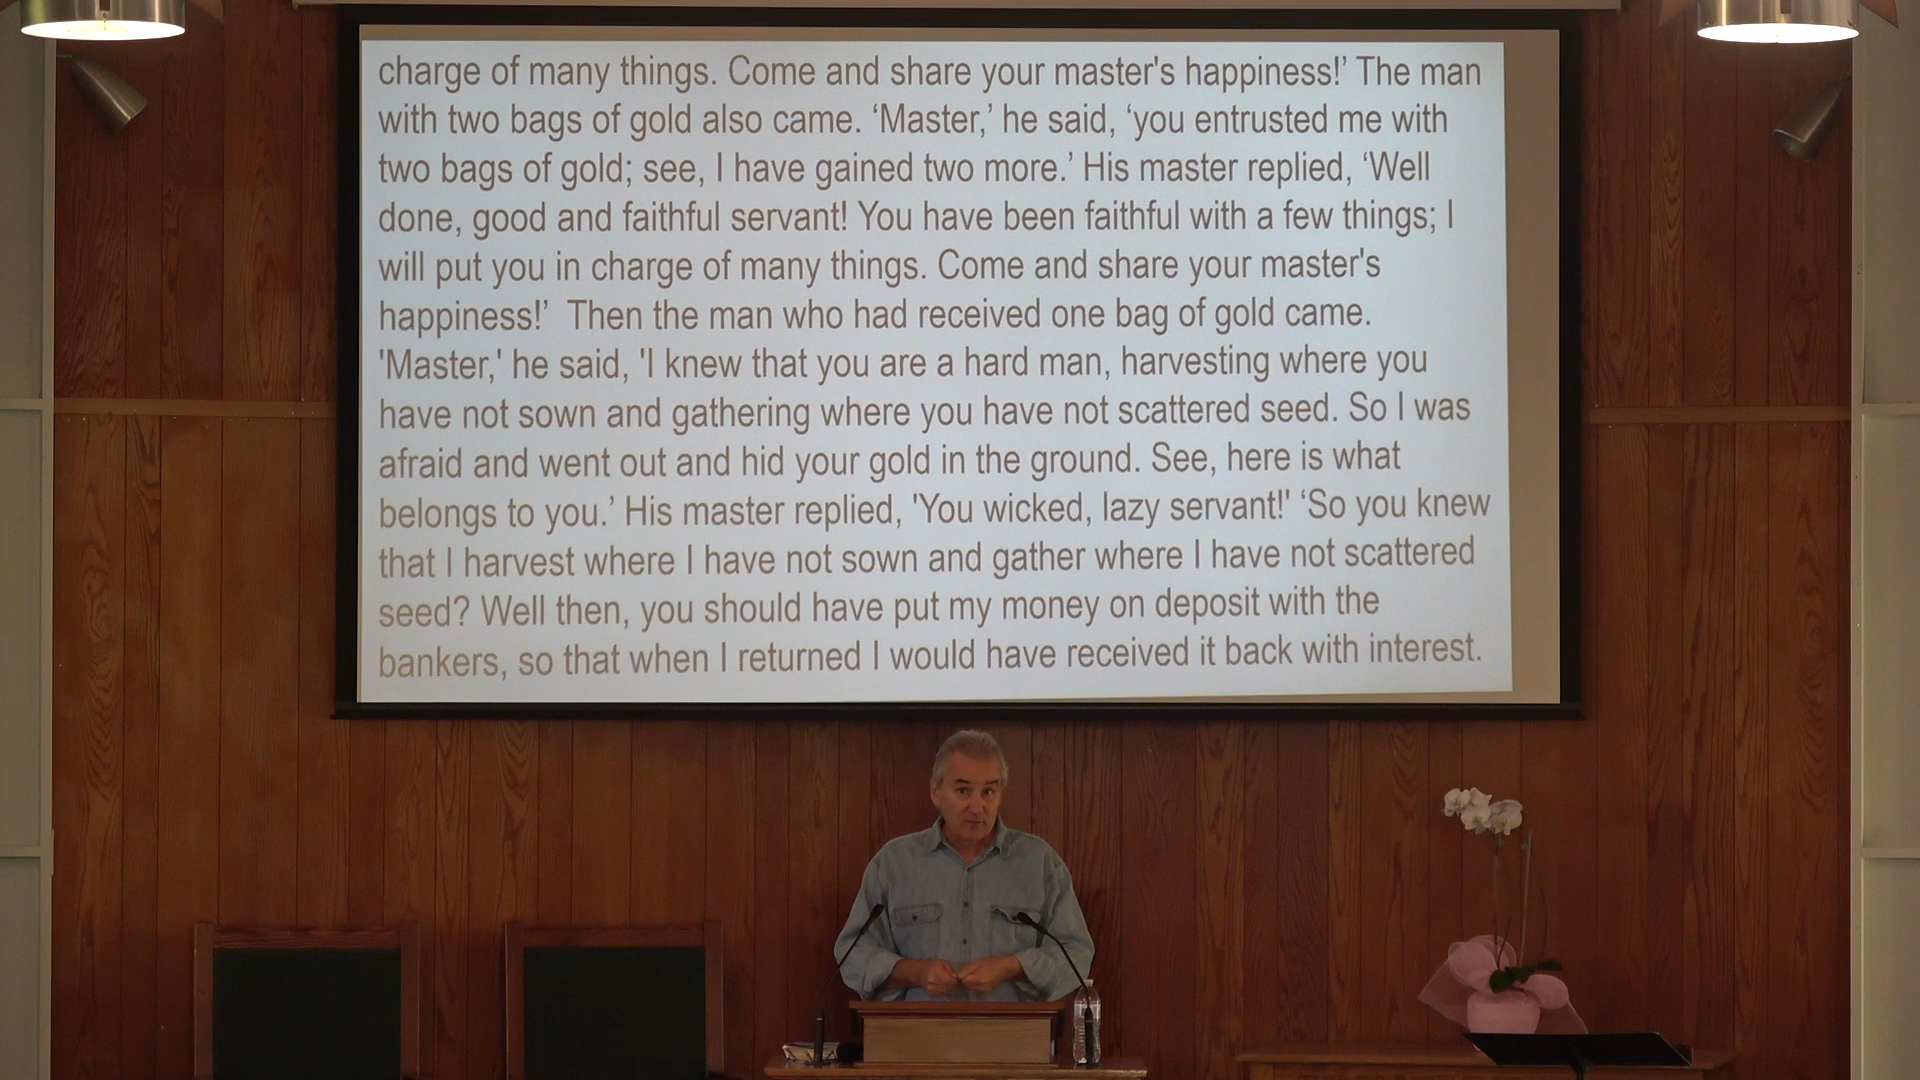 charge of many things. Come and share your master's happiness!’ The man
with two bags of gold also came. ‘Master,’ he said, ‘you entrusted me with
two bags of gold; see, I have gained two more.’ His master replied, ‘Well
done, good and faithful servant! You have been faithful with a few things; I
will put you in charge of many things. Come and share your master's
happiness!’  Then the man who had received one bag of gold came.
'Master,' he said, 'I knew that you are a hard man, harvesting where you
have not sown and gathering where you have not scattered seed. So I was
afraid and went out and hid your gold in the ground. See, here is what
belongs to you.’ His master replied, 'You wicked, lazy servant!' ‘So you knew
that I harvest where I have not sown and gather where I have not scattered
seed? Well then, you should have put my money on deposit with the
bankers, so that when I returned I would have received it back with interest.